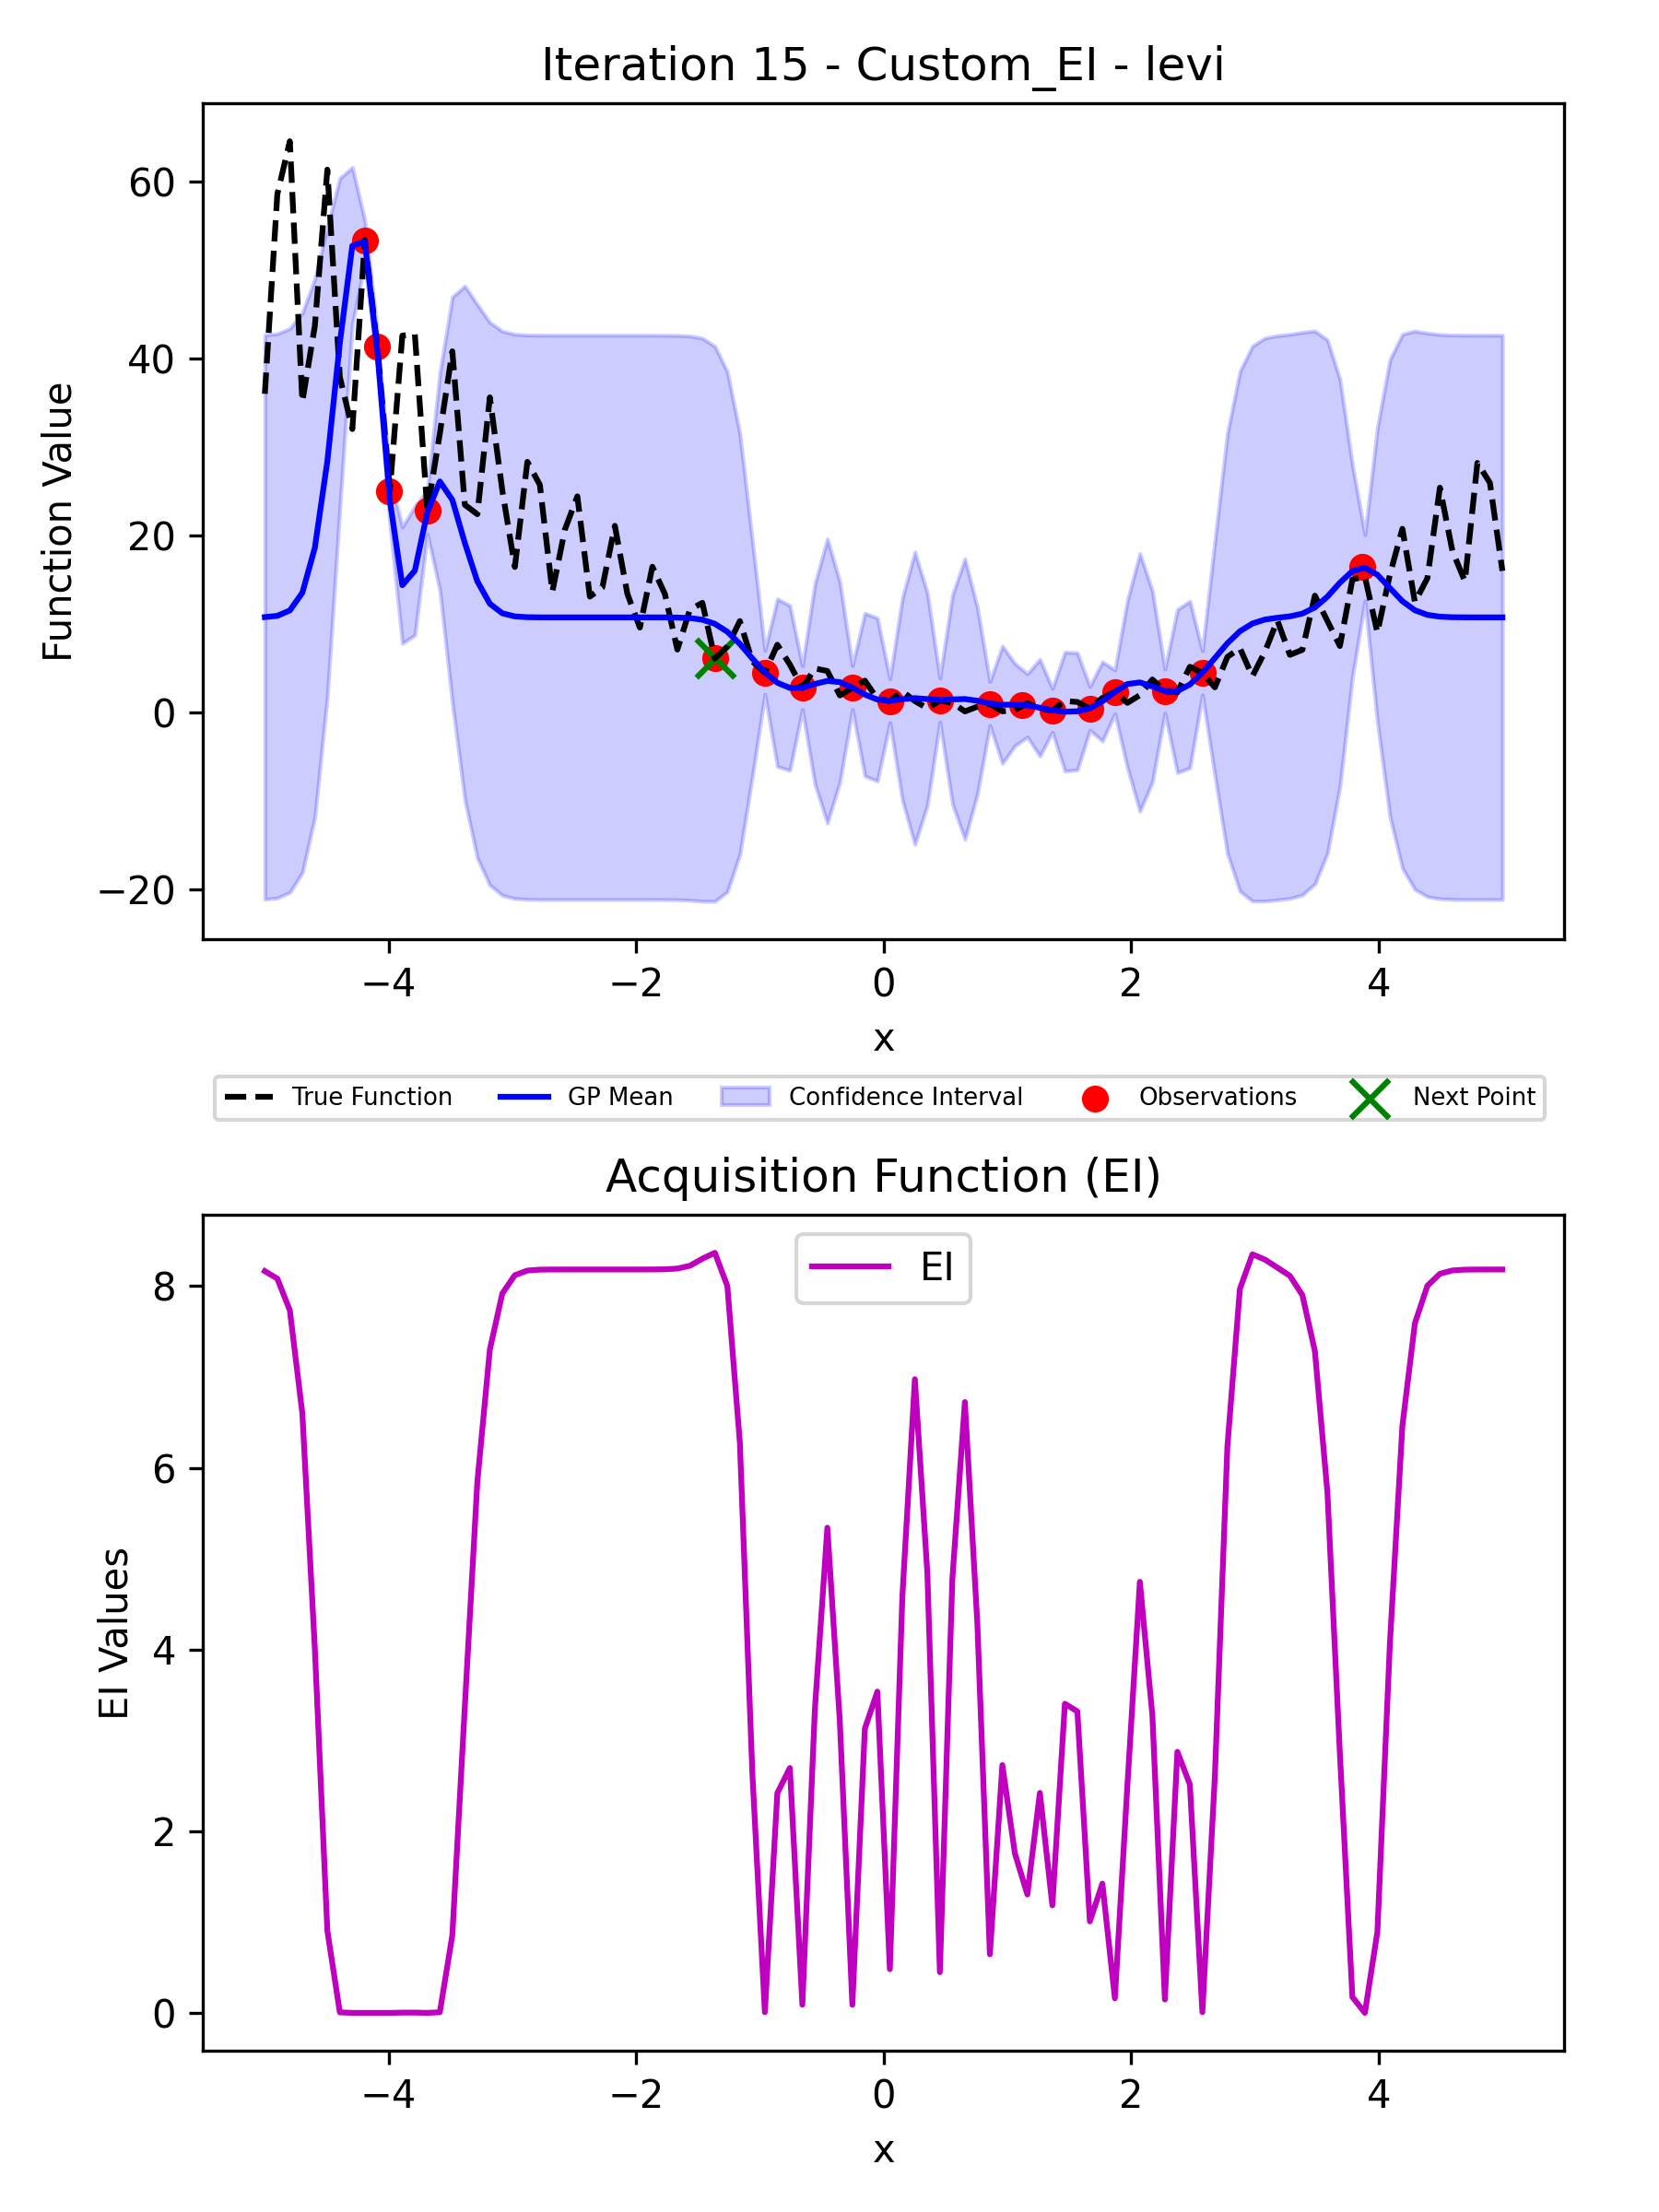 Iteration 15 - Custom_EI - levi
Function Value
60
40
20
0
−20
−4
−2
0
2
4
x
True Function
GP Mean
Confidence Interval
Observations
Next Point
Acquisition Function (EI)
EI
EI Values
8
6
4
2
0
−4
−2
0
2
4
x